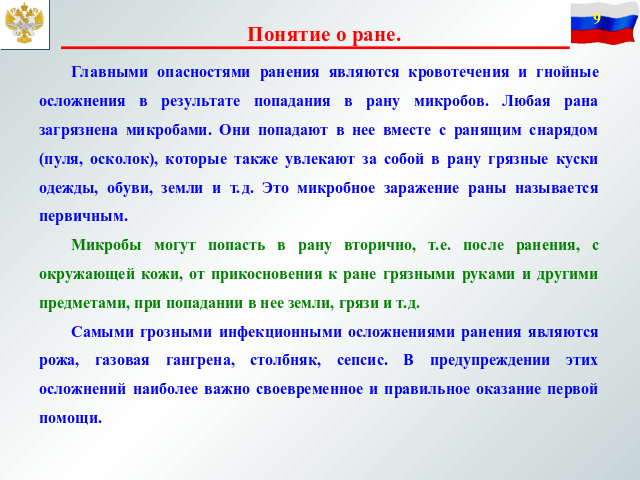 9
Понятие о ране.
Главными опасностями ранения являются кровотечения и гнойные
осложнения в результате попадания в рану микробов. Любая рана
загрязнена микробами. Они попадают в нее вместе с ранящим снарядом
(пуля, осколок), которые также увлекают за собой в рану грязные куски
одежды, обуви, земли и т.д. Это микробное заражение раны называется
первичным.
Микробы могут попасть в рану вторично, т.е. после ранения, с
окружающей кожи, от прикосновения к ране грязными руками и другими
предметами, при попадании в нее земли, грязи и т.д.
Самыми грозными инфекционными осложнениями ранения являются
рожа, газовая гангрена, столбняк, сепсис. В предупреждении этих
осложнений наиболее важно своевременное и правильное оказание первой
помощи.